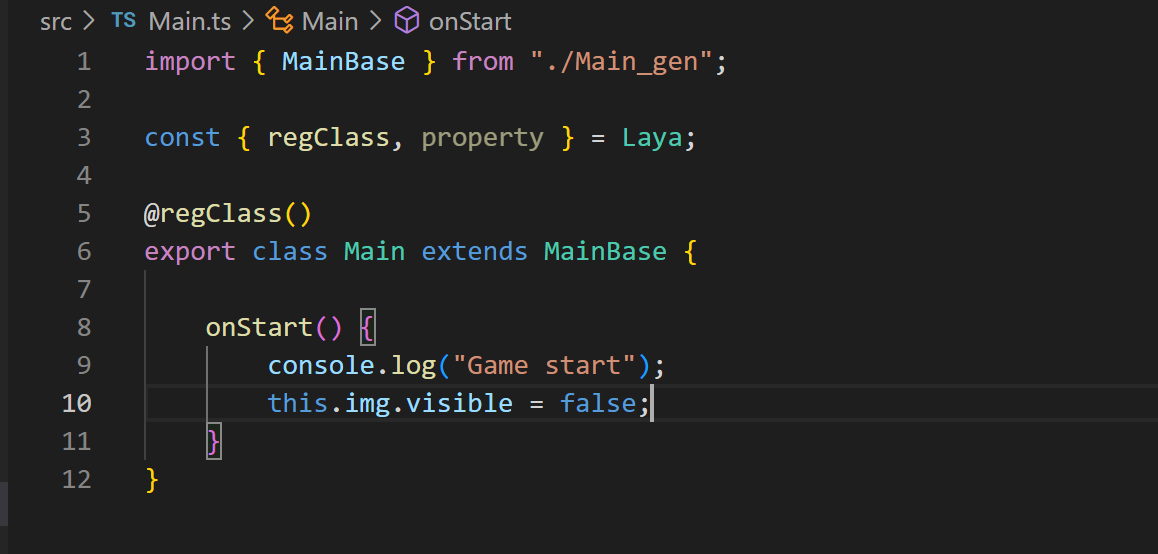 src > TS Main.ts > Main > onStart
1 import { MainBase } from "./Main_gen";
2
3 const { regClass, property } = Laya;
4
5 @regClass()
6 export class Main extends MainBase {
7
8     onStart() {
9         console.log("Game start");
10         this.img.visible = false;
11     }
12 }